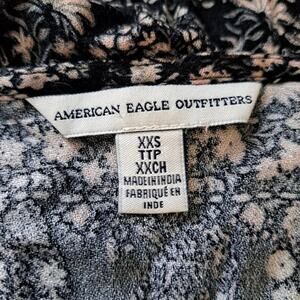 AMERICAN EAGLE OUTFITTERS
XXS
TTP
XXCH
MADE IN INDIA
FABRIQUÉ EN
INDE